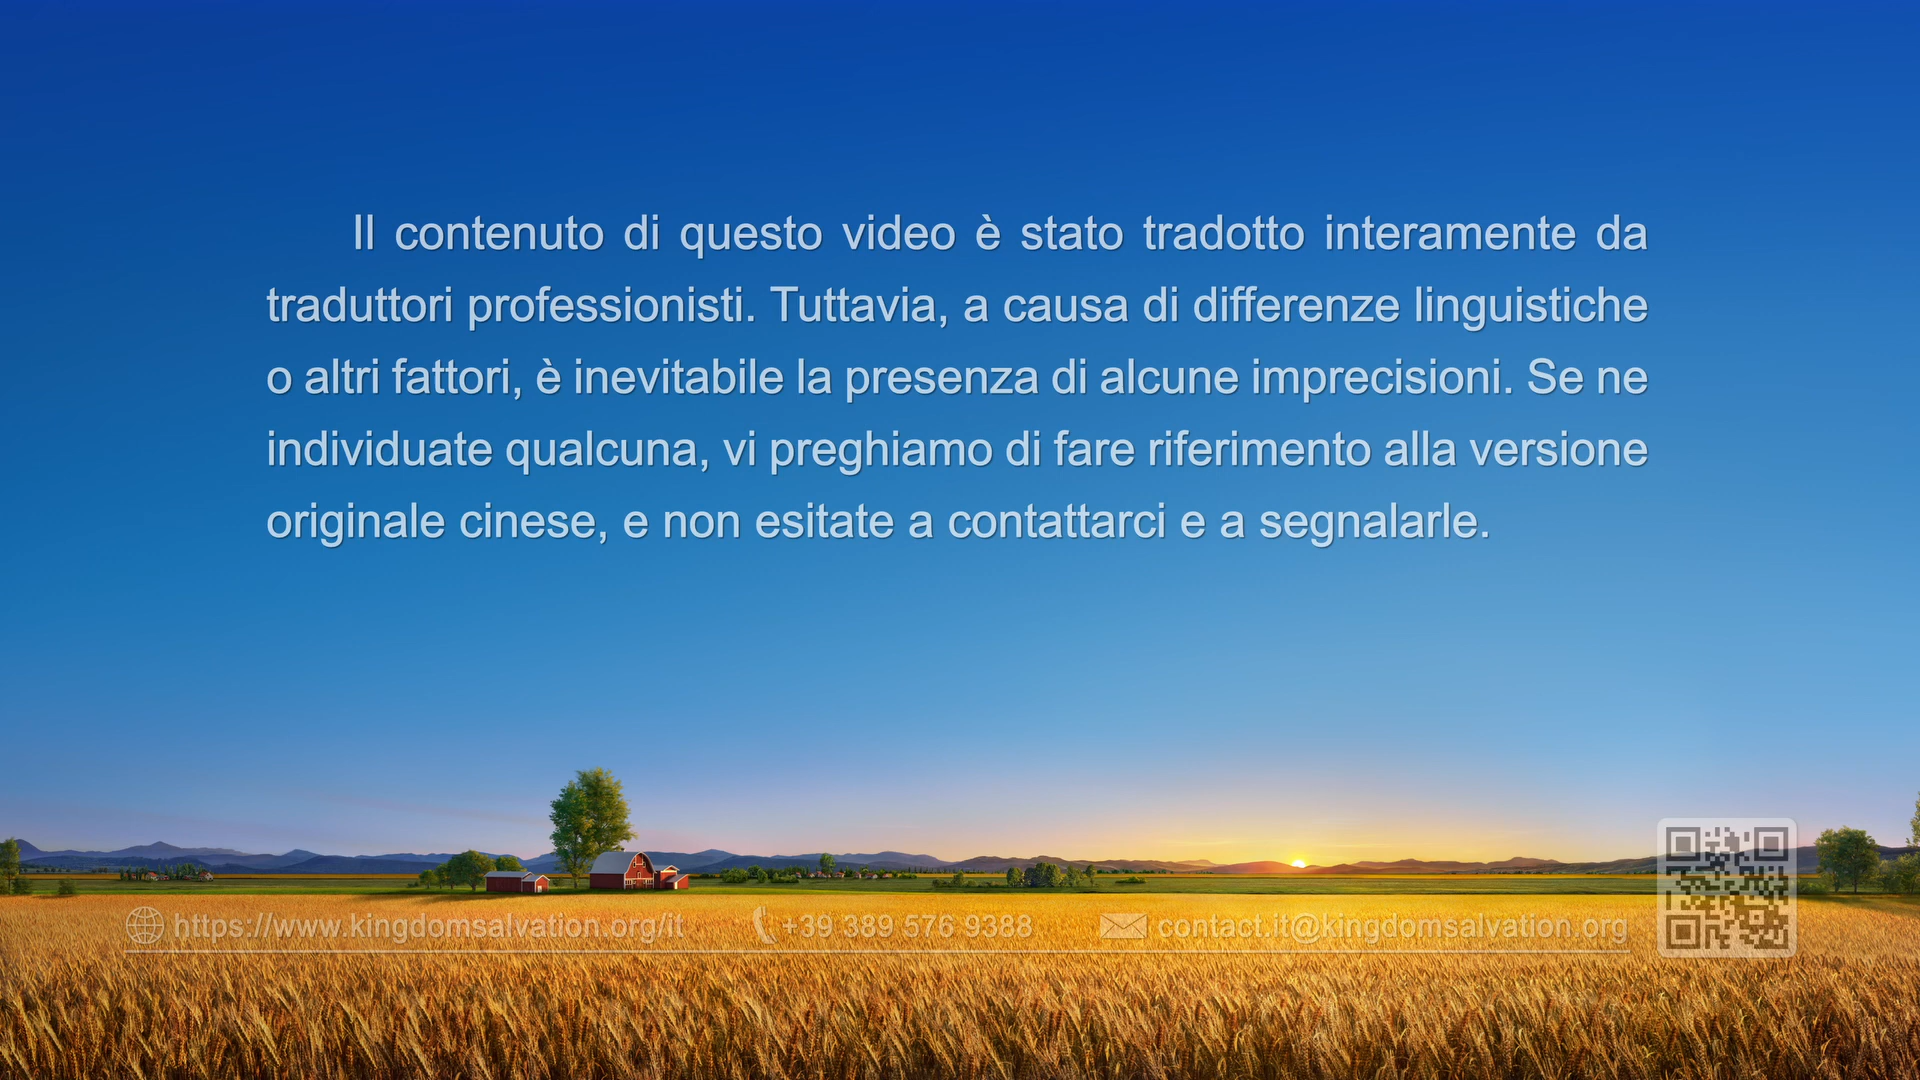 Il contenuto di questo video è stato tradotto interamente da
traduttori professionisti. Tuttavia, a causa di differenze linguistiche
o altri fattori, è inevitabile la presenza di alcune imprecisioni. Se ne
individuate qualcuna, vi preghiamo di fare riferimento alla versione
originale cinese, e non esitate a contattarci e a segnalarle.
https://www.kingdomsalvation.org/it +39 389 576 9388 contact.it@kingdomsalvation.org